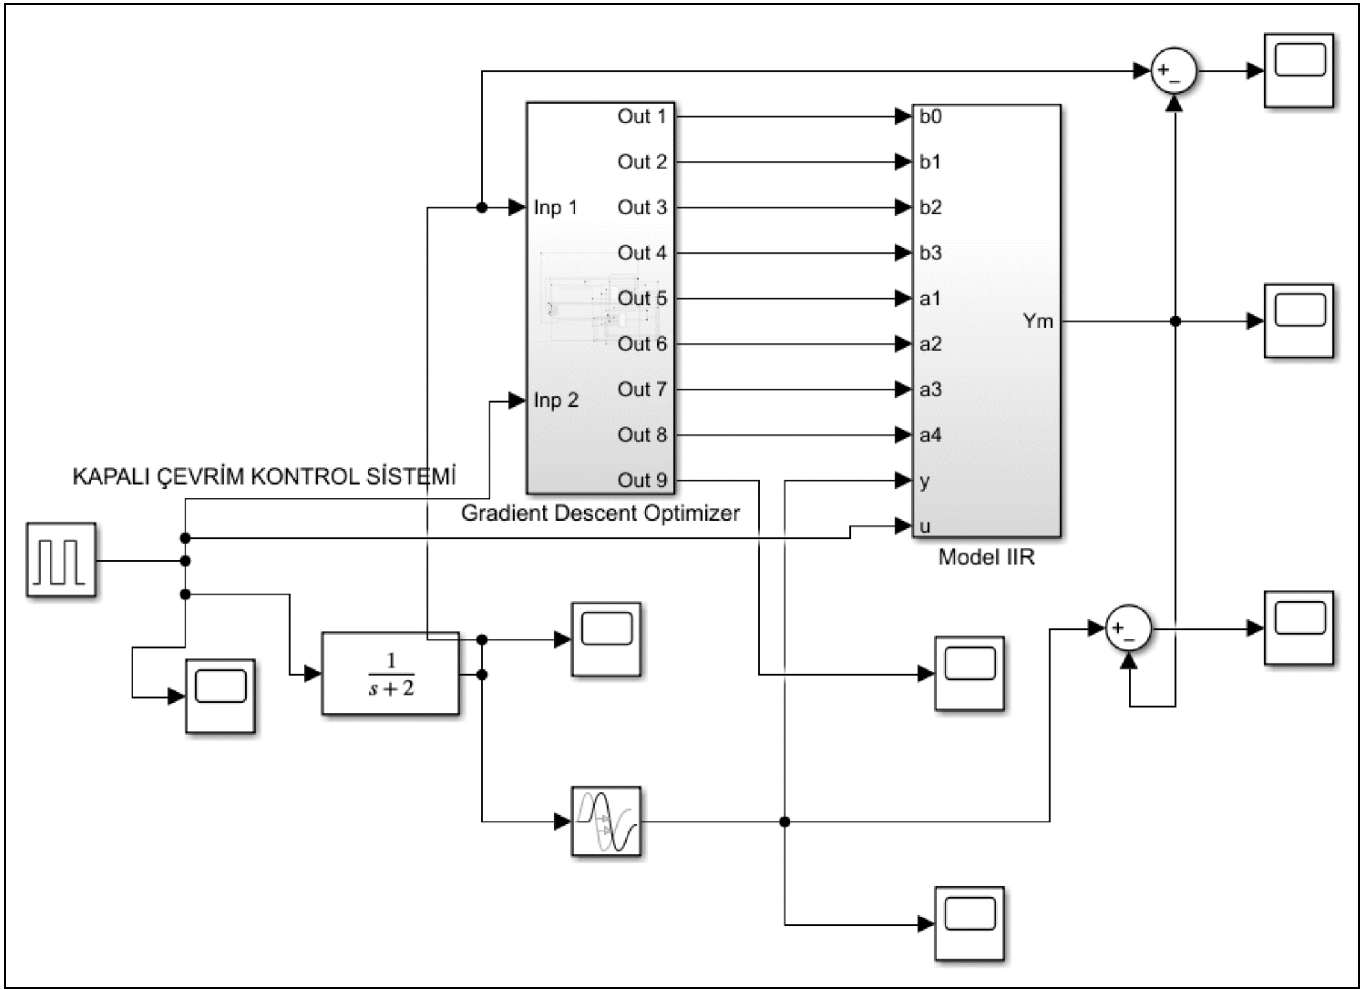 Out 1
Out 2
Out 3
Out 4
Out 5
Out 6
Out 7
Out 8
Out 9
Inp 1
Inp 2
Gradient Descent Optimizer
b0
b1
b2
b3
a1
a2
a3
a4
y
u
Ym
Model IIR
+
−
KAPALI ÇEVRİM KONTROL SİSTEMİ
1
s + 2
+
−